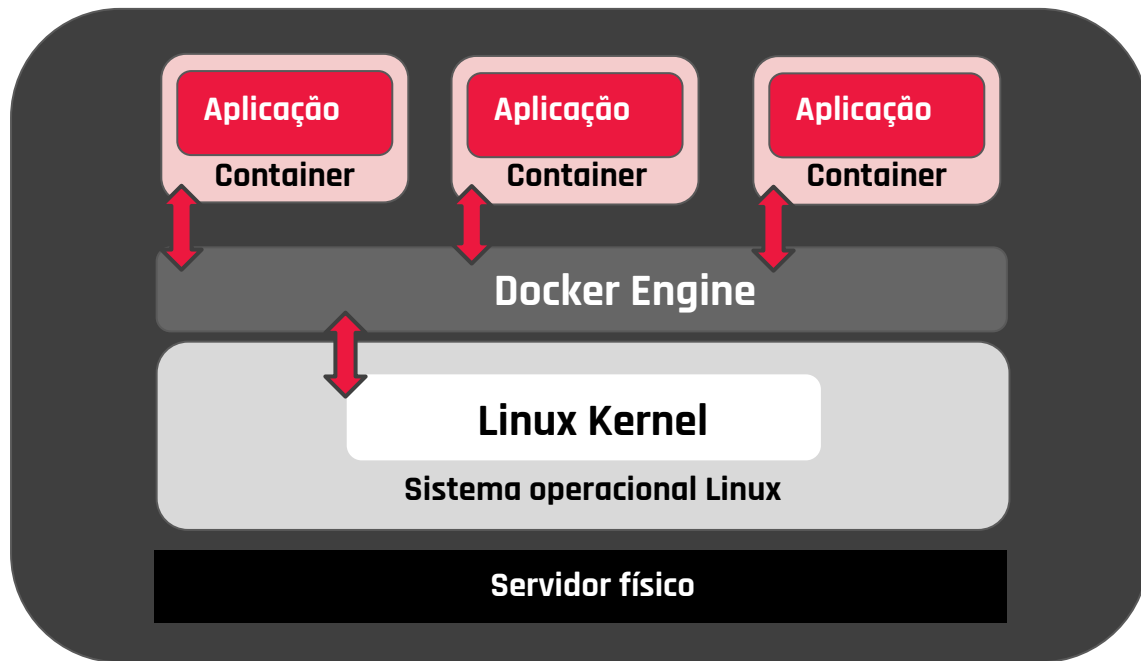 Aplicação
Aplicação
Aplicação
Container
Container
Container
Docker Engine
Linux Kernel
Sistema operacional Linux
Servidor físico